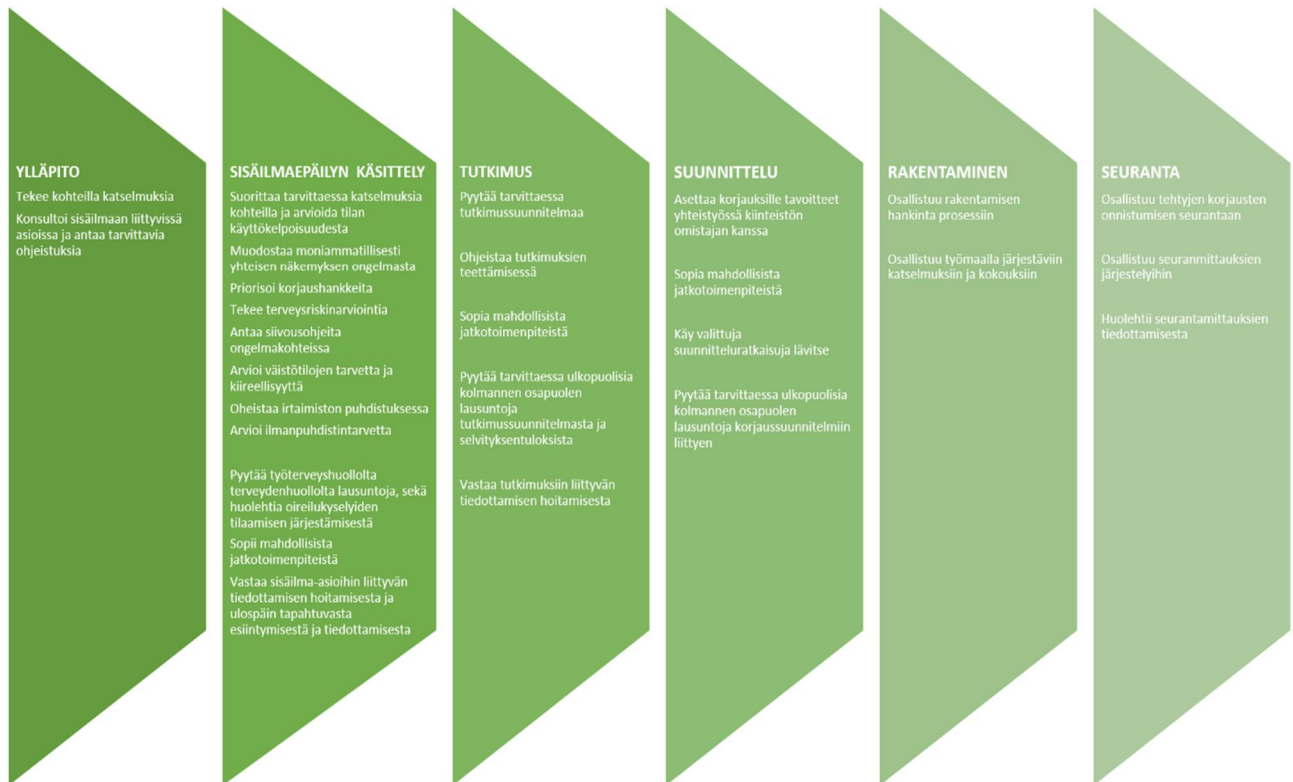 YLLÄPITO
Tekee kohteilla katselmuksia
Konsultoi sisäilmaan liittyvissä
asioissa ja antaa tarvittavia
ohjeistuksia
SISÄILMAEPÄILYN KÄSITTELY
Suorittaa tarvittaessa katselmuksia
kohteilla ja arvioida tilan
käyttökelpoisuudesta
Muodostaa moniammatillisesti
yhteisen näkemyksen ongelmasta
Priorisoi korjaushankkeita
Tekee terveysriskinarviointia
Antaa siivousohjeita
ongelmakohteissa
Arvioi väistötilojen tarvetta ja
kiireellisyyttä
Oheistaa irtaimiston puhdistuksessa
Arvioi ilmanpuhdistintarvetta
Pyytää työterveyshuollolta
terveydenhuollolta lausuntoja, sekä
huolehtia oireilukyselyiden
tilaamisen järjestämisestä
Sopii mahdollisista
jatkotoimenpiteistä
Vastaa sisäilma-asioihin liittyvän
tiedottamisen hoitamisesta ja
ulospäin tapahtuvasta
esiintymisestä ja tiedottamisesta
TUTKIMUS
Pyytää tarvittaessa
tutkimussuunnitelmaa
Ohjeistaa tutkimuksien
teettämisessä
Sopia mahdollisista
jatkotoimenpiteistä
Pyytää tarvittaessa ulkopuolisia
kolmannen osapuolen
lausuntoja
tutkimussuunnitelmasta ja
selvityksentuloksista
Vastaa tutkimuksiin liittyvän
tiedottamisen hoitamisesta
SUUNNITTELU
Asettaa korjauksille tavoitteet
yhteistyössä kiinteistön
omistajan kanssa
Sopia mahdollisista
jatkotoimenpiteistä
Käy valittuja
suunnitteluratkaisuja lävitse
Pyytää tarvittaessa ulkopuolisia
kolmannen osapuolen
lausuntoja korjaussuunnitelmiin
liittyen
RAKENTAMINEN
Osallistuu rakentamisen
hankinta prosessiin
Osallistuu työmaalla järjestäviin
katselmuksiin ja kokouksiin
SEURANTA
Osallistuu tehtyjen korjausten
onnistumisen seurantaan
Osallistuu seuranmittauksien
järjestelyihin
Huolehtii seurantamittauksien
tiedottamisesta